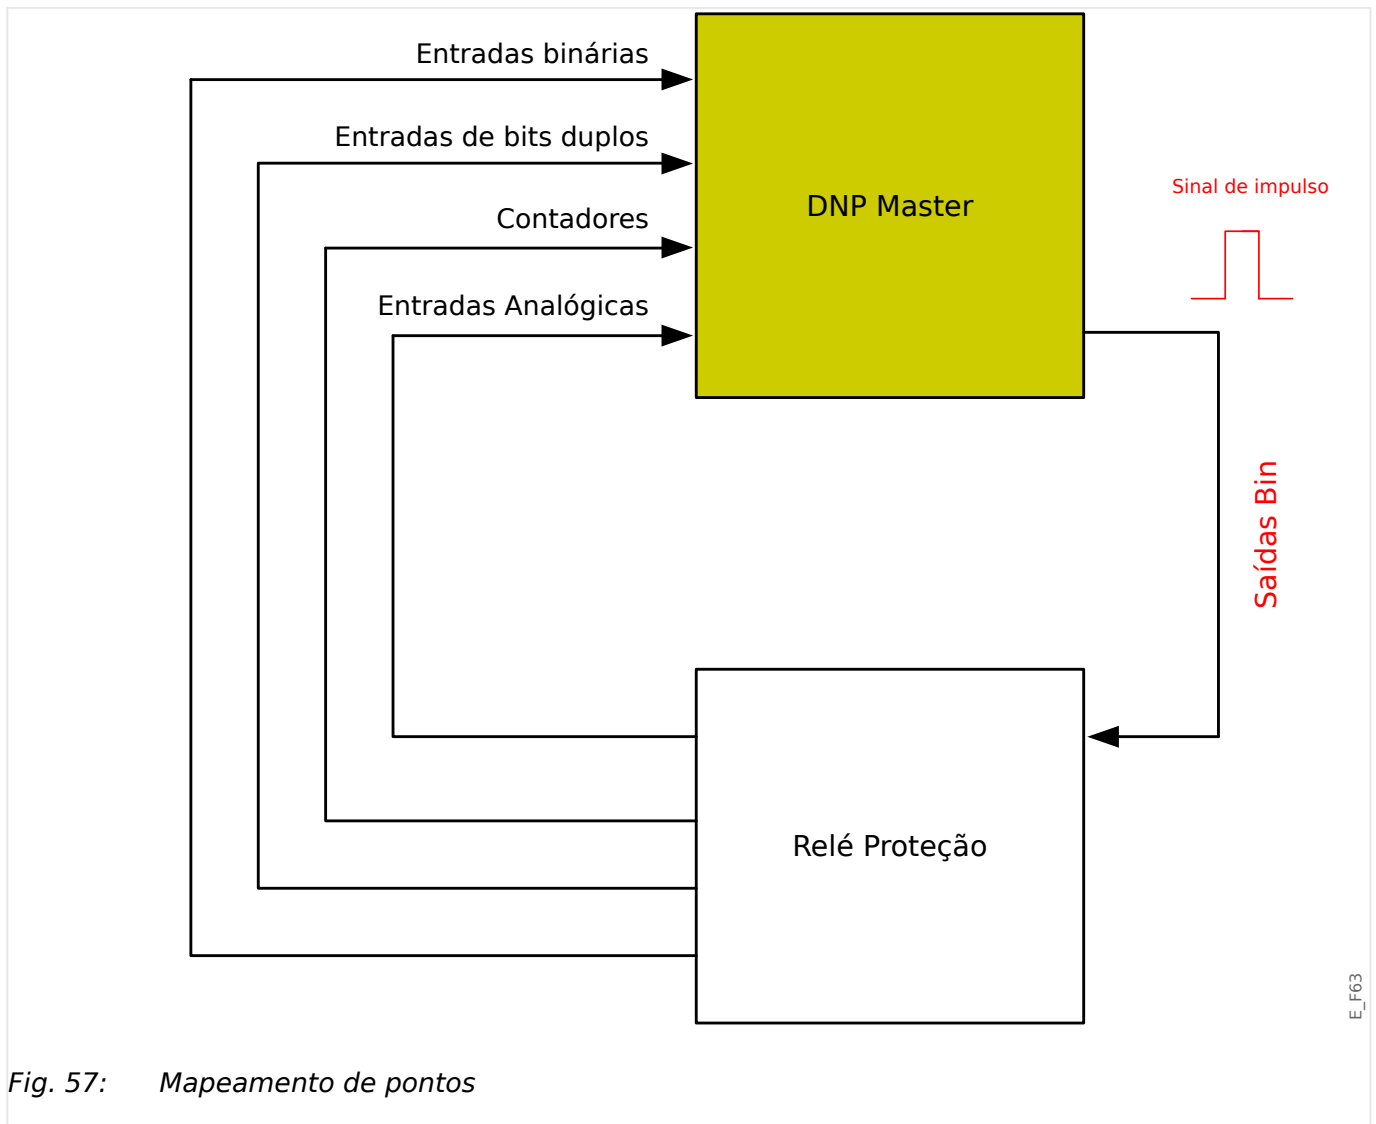 Entradas binárias
Entradas de bits duplos
Contadores
Entradas Analógicas
DNP Master
Sinal de impulso
Saídas Bin
Relé Proteção
E_F63
Fig. 57: Mapeamento de pontos